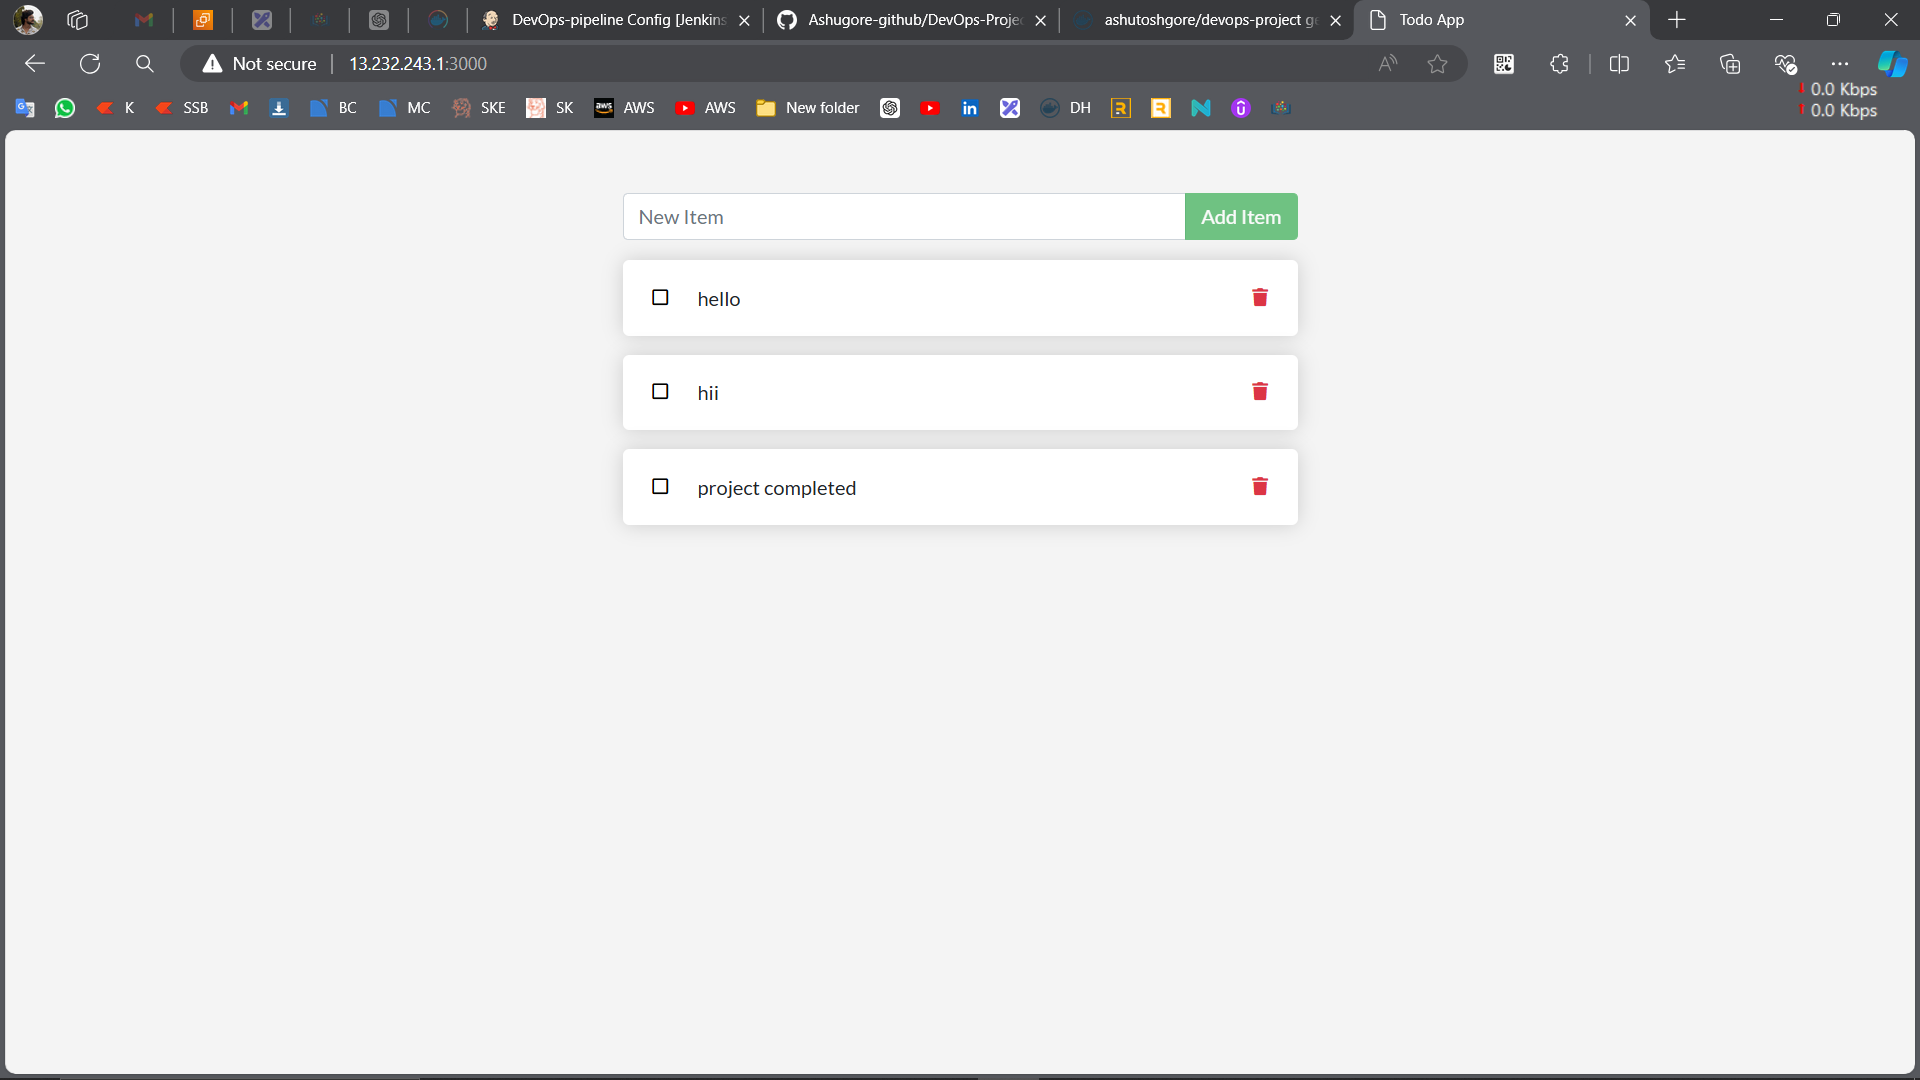 DevOps-pipeline Config [Jenkins
Ashugore-github/DevOps-Projec
ashutoshgore/devops-project ge
Todo App
Not secure
13.232.243.1:3000
K
SSB
BC
MC
SKE
SK
aws AWS
AWS
New folder
DH
0.0 Kbps
0.0 Kbps
New Item
Add Item
hello
hii
project completed